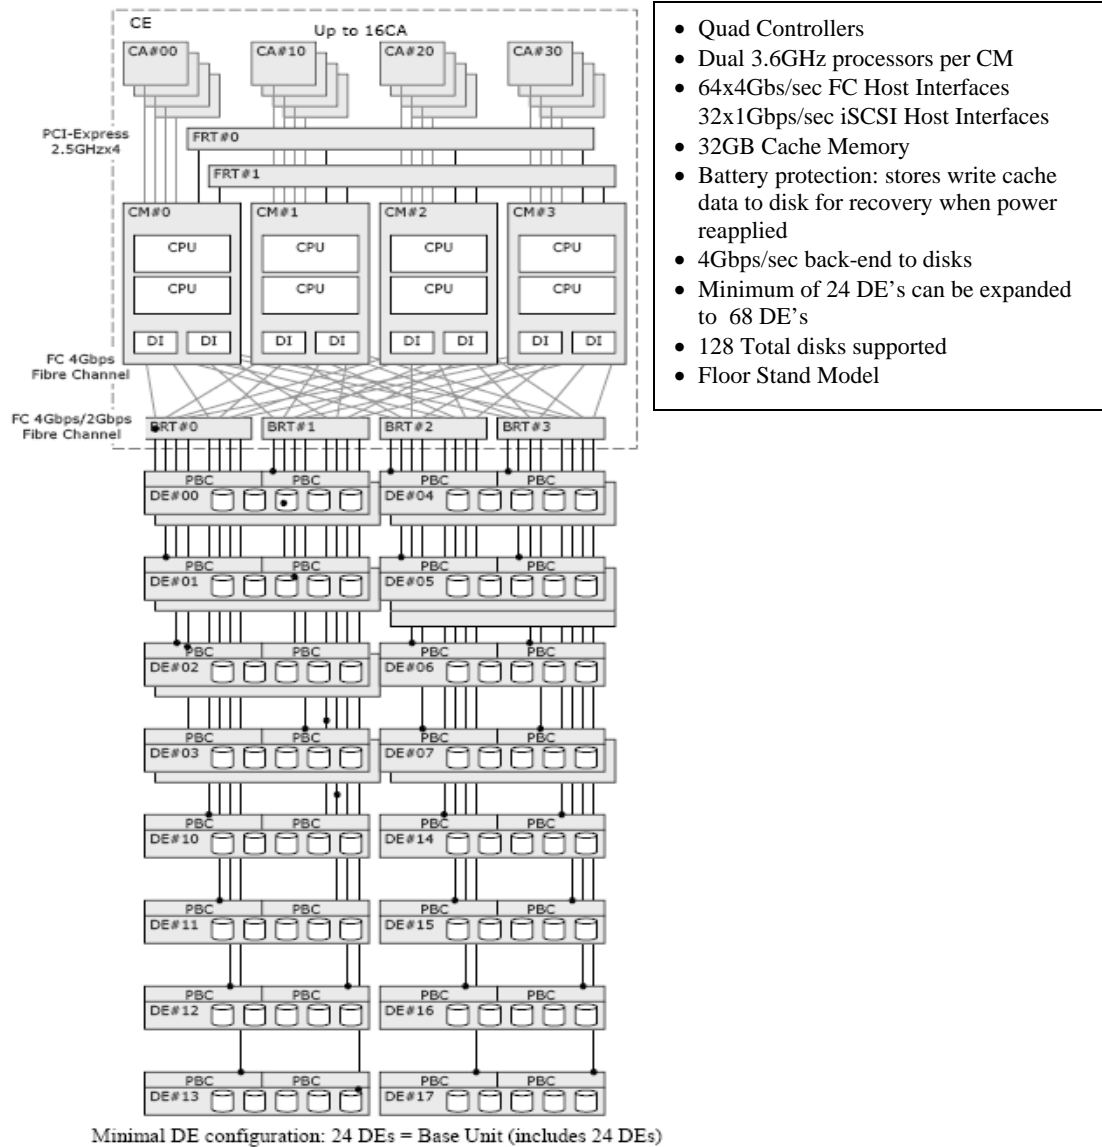 CE
Up to 16CA
CA#00 CA#10 CA#20 CA#30
PCI-Express
2.5GHzx4
FRT#0
FRT#1
CM#0 CM#1 CM#2 CM#3
CPU CPU CPU CPU
CPU CPU CPU CPU
DI DI DI DI DI DI DI DI
FC 4Gbps
Fibre Channel
FC 4Gbps/2Gbps
Fibre Channel
BRT#0 BRT#1 BRT#2 BRT#3
PBC PBC PBC PBC
DE#00 DE#04
PBC PBC PBC PBC
DE#01 DE#05
PBC PBC PBC PBC
DE#02 DE#06
PBC PBC PBC PBC
DE#03 DE#07
PBC PBC PBC PBC
DE#10 DE#14
PBC PBC PBC PBC
DE#11 DE#15
PBC PBC PBC PBC
DE#12 DE#16
PBC PBC PBC PBC
DE#13 DE#17
Minimal DE configuration: 24 DEs = Base Unit (includes 24 DEs)
• Quad Controllers
• Dual 3.6GHz processors per CM
• 64x4Gbs/sec FC Host Interfaces
32x1Gbps/sec iSCSI Host Interfaces
• 32GB Cache Memory
• Battery protection: stores write cache
data to disk for recovery when power
reapplied
• 4Gbps/sec back-end to disks
• Minimum of 24 DE’s can be expanded
to 68 DE’s
• 128 Total disks supported
• Floor Stand Model